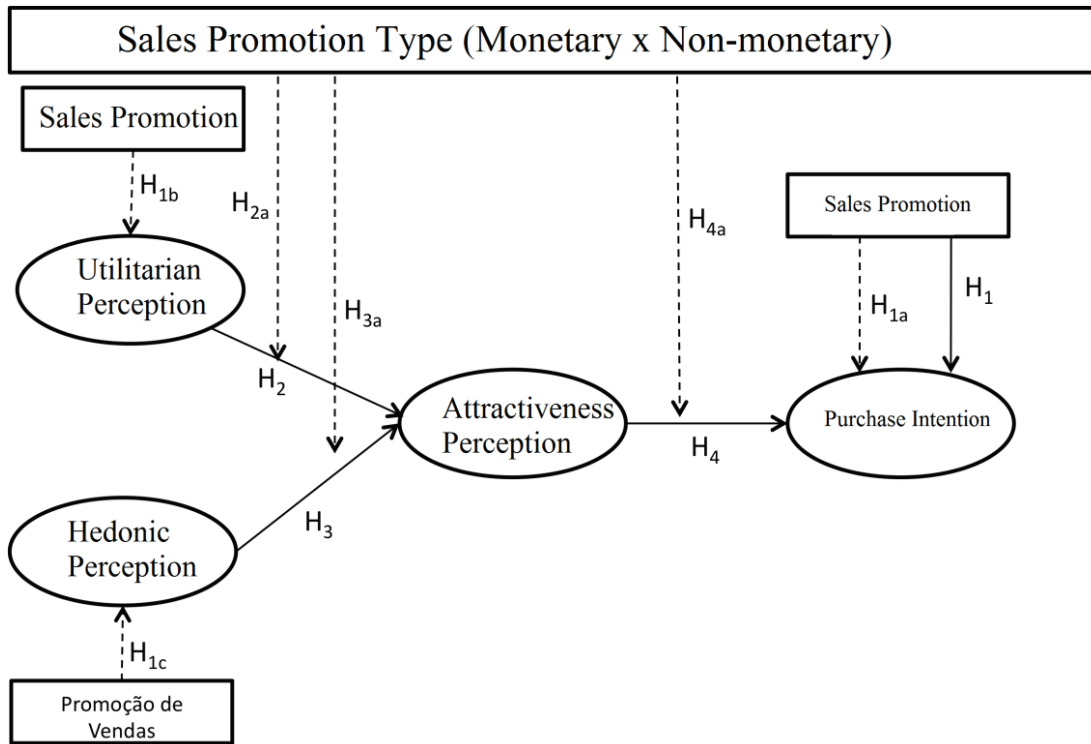 Sales Promotion Type (Monetary x Non-monetary)
Sales Promotion
H1b
H2a
H3a
H4a
Sales Promotion
H1a
H1
Utilitarian
Perception
H2
Attractiveness
Perception
H4
Purchase Intention
Hedonic
Perception
H3
H1c
Promoção de
Vendas